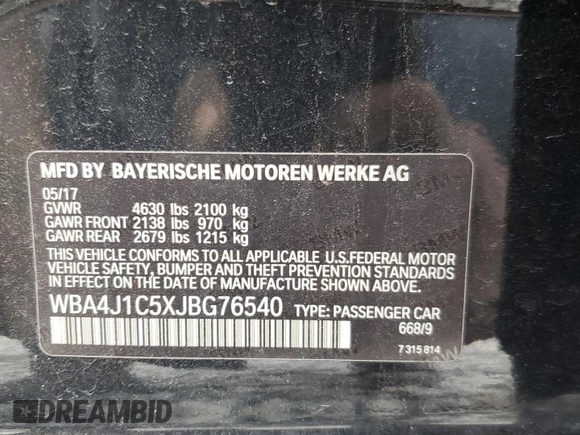 MFD BY BAYERISCHE MOTOREN WERKE AG
05/17
GVWR 4630 lbs 2100 kg
GAWR FRONT 2138 lbs 970 kg
GAWR REAR 2679 lbs 1215 kg
THIS VEHICLE CONFORMS TO ALL APPLICABLE U.S.FEDERAL MOTOR
VEHICLE SAFETY, BUMPER AND THEFT PREVENTION STANDARDS
IN EFFECT ON THE DATE OF MANUFACTURE SHOWN ABOVE.
WBA4J1C5XJBG76540 TYPE: PASSENGER CAR
668/9
7 315 814
DREAMBID